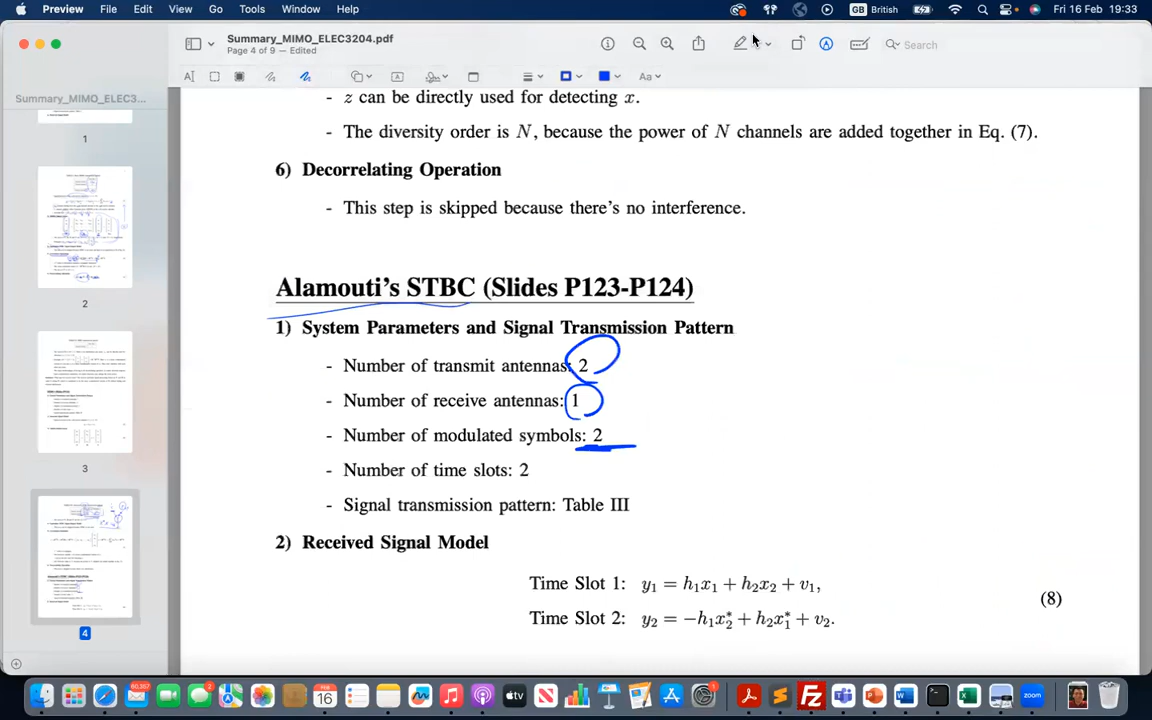 Preview File Edit View Go Tools Window Help GB British Fri 16 Feb 19:33
Summary_MIMO_ELEC3204.pdf
Page 4 of 9 — Edited
Search
Aa
Summary_MIMO_ELEC3...
1
2
3
4
- z can be directly used for detecting x.
- The diversity order is N, because the power of N channels are added together in Eq. (7).
6) Decorrelating Operation
- This step is skipped because there's no interference.
Alamouti's STBC (Slides P123-P124)
1) System Parameters and Signal Transmission Pattern
- Number of transmit antennas: 2
- Number of receive antennas: 1
- Number of modulated symbols: 2
- Number of time slots: 2
- Signal transmission pattern: Table III
2) Received Signal Model
Time Slot 1: y₁ = h₁x₁ + h₂x₂ + v₁,
(8)
Time Slot 2: y₂ = −h₁x₂* + h₂x₁* + v₂.
FEB
16
tv
zoom